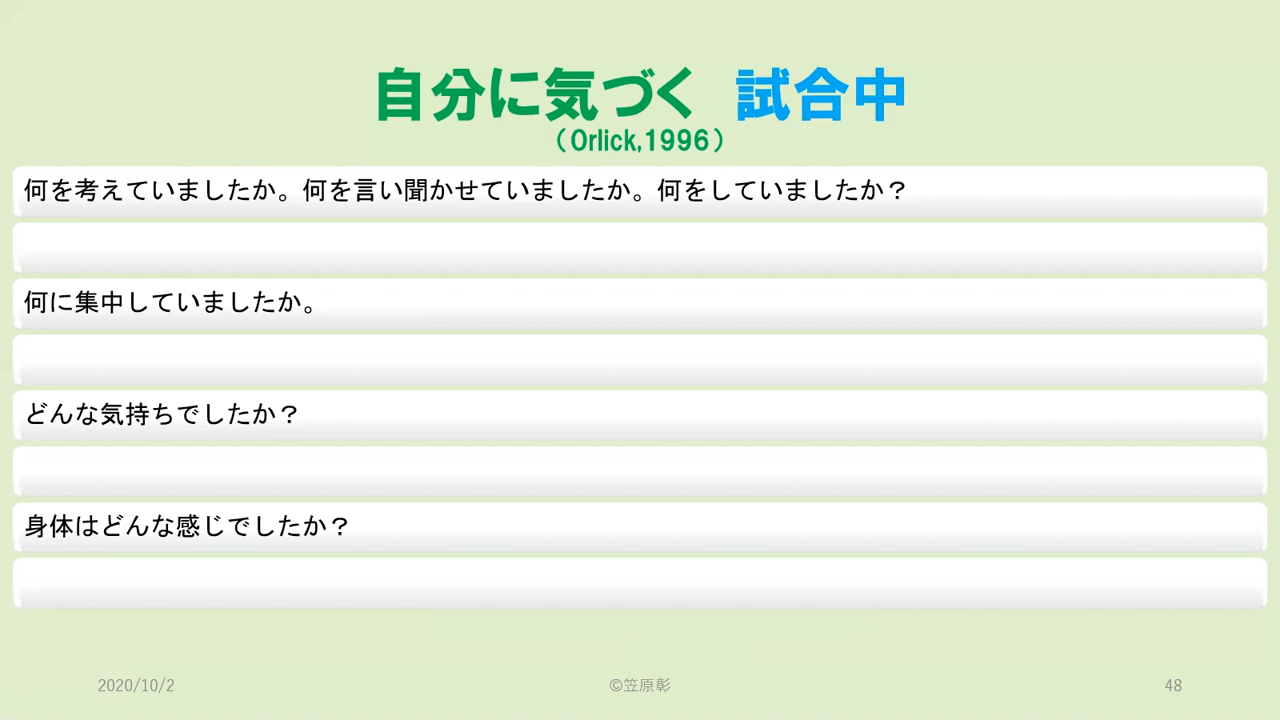 自分に気づく 試合中
（Orlick,1996）
何を考えていましたか。何を言い聞かせていましたか。何をしていましたか？
何に集中していましたか。
どんな気持ちでしたか？
身体はどんな感じでしたか？
2020/10/2 ©笠原彰 48